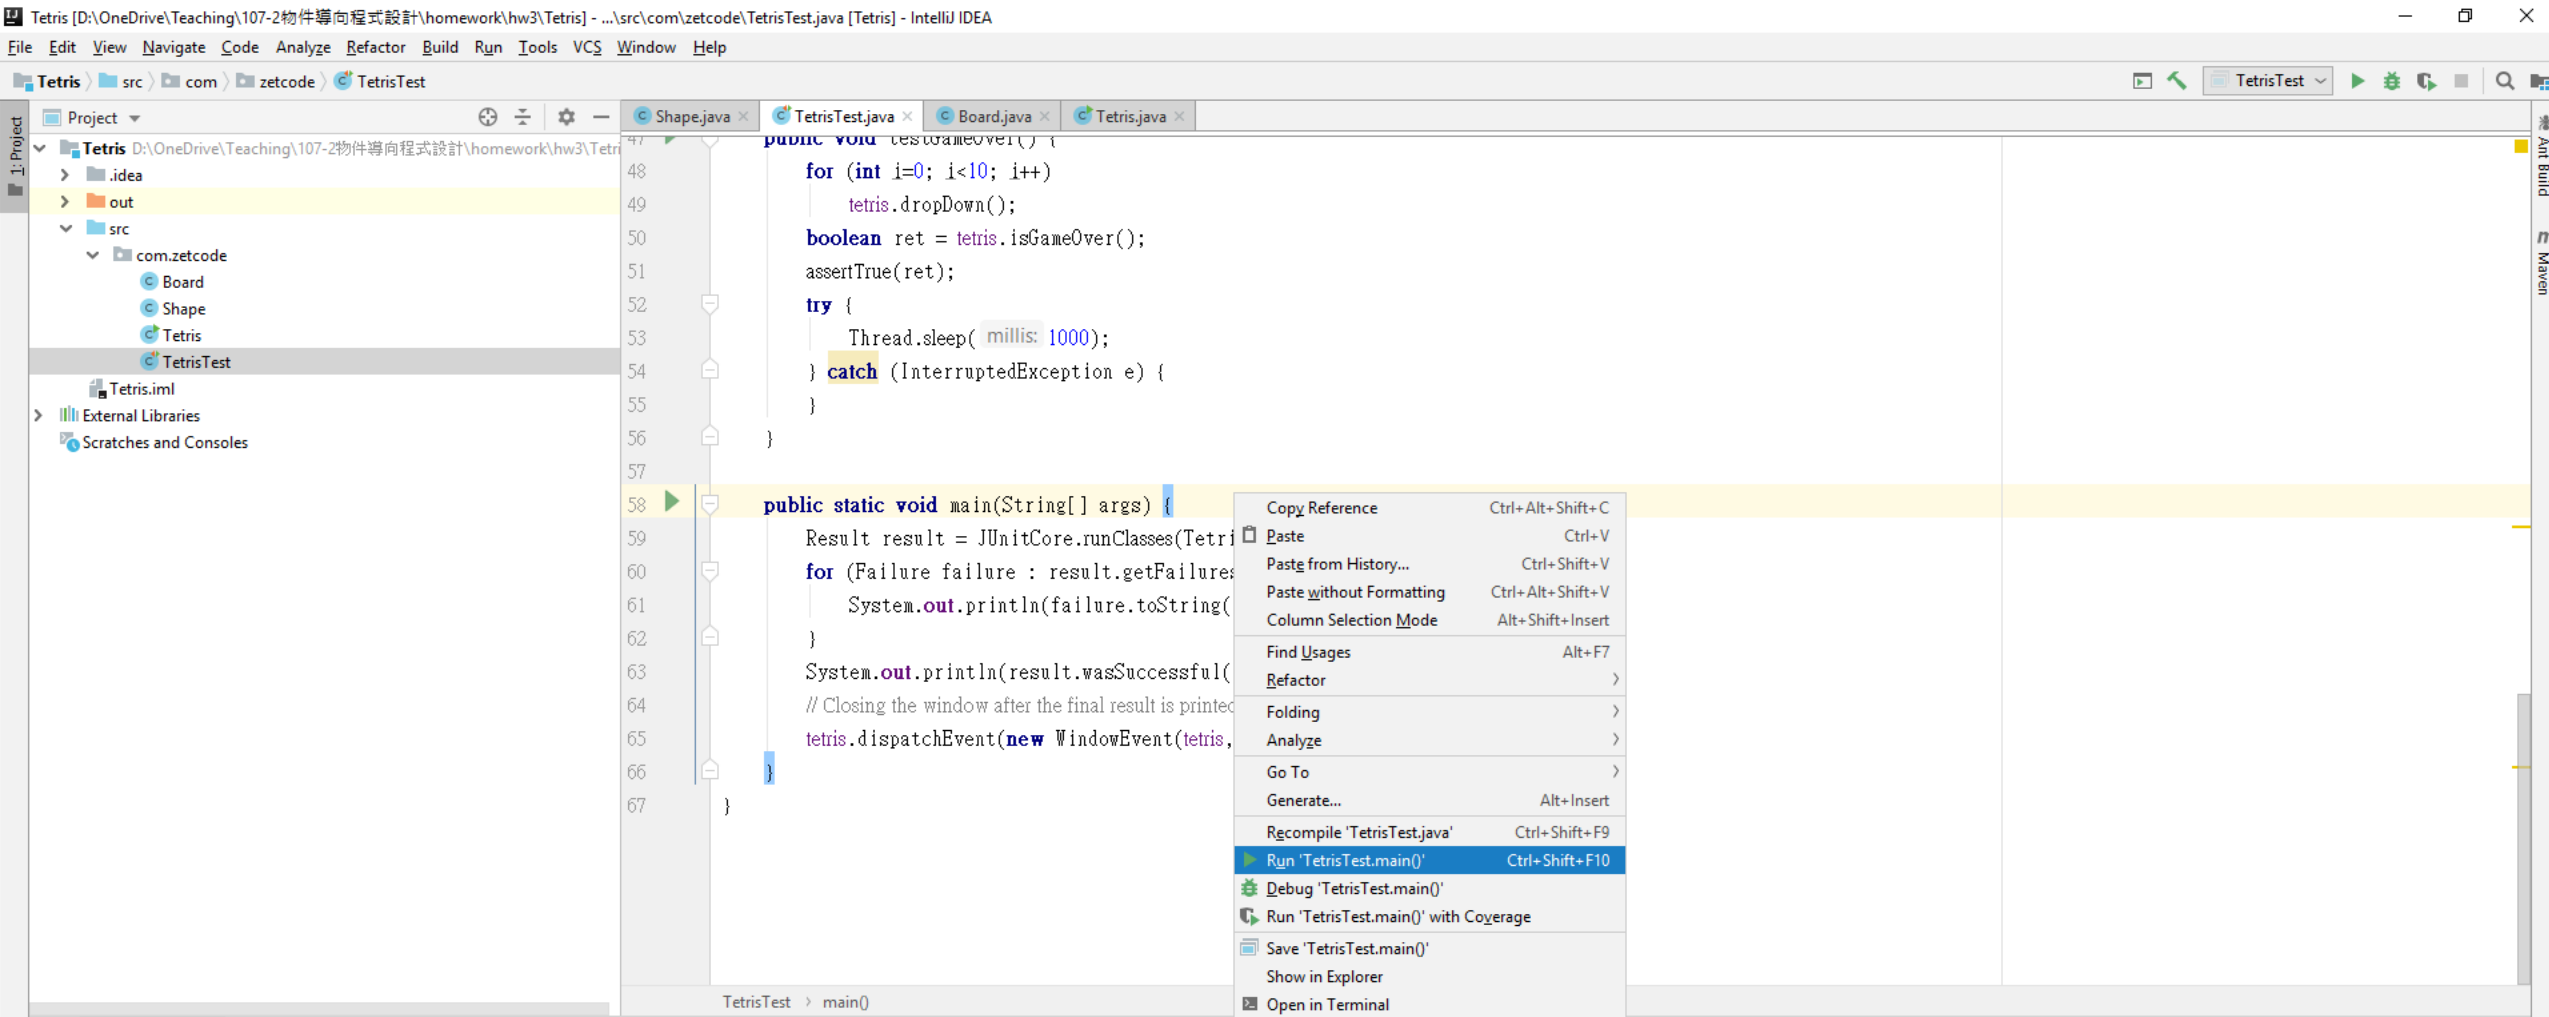 Tetris [D:\OneDrive\Teaching\107-2物件導向程式設計\homework\hw3\Tetris] - ...\src\com\zetcode\TetrisTest.java [Tetris] - IntelliJ IDEA
File Edit View Navigate Code Analyze Refactor Build Run Tools VCS Window Help
Tetris src com zetcode TetrisTest
TetrisTest
1: Project
Project
Tetris D:\OneDrive\Teaching\107-2物件導向程式設計\homework\hw3\Tetri
.idea
out
src
com.zetcode
Board
Shape
Tetris
TetrisTest
Tetris.iml
External Libraries
Scratches and Consoles
Shape.java TetrisTest.java Board.java Tetris.java
47 public void testGameOver() {
48 for (int i=0; i<10; i++)
49 tetris.dropDown();
50 boolean ret = tetris.isGameOver();
51 assertTrue(ret);
52 try {
53 Thread.sleep( millis: 1000);
54 } catch (InterruptedException e) {
55 }
56 }
57
58 public static void main(String[] args) {
59 Result result = JUnitCore.runClasses(Tetri
60 for (Failure failure : result.getFailures
61 System.out.println(failure.toString(
62 }
63 System.out.println(result.wasSuccessful(
64 // Closing the window after the final result is printed
65 tetris.dispatchEvent(new WindowEvent(tetris,
66 }
67 }
TetrisTest main()
Copy Reference Ctrl+Alt+Shift+C
Paste Ctrl+V
Paste from History... Ctrl+Shift+V
Paste without Formatting Ctrl+Alt+Shift+V
Column Selection Mode Alt+Shift+Insert
Find Usages Alt+F7
Refactor
Folding
Analyze
Go To
Generate... Alt+Insert
Recompile 'TetrisTest.java' Ctrl+Shift+F9
Run 'TetrisTest.main()' Ctrl+Shift+F10
Debug 'TetrisTest.main()'
Run 'TetrisTest.main()' with Coverage
Save 'TetrisTest.main()'
Show in Explorer
Open in Terminal
Ant Build
Maven